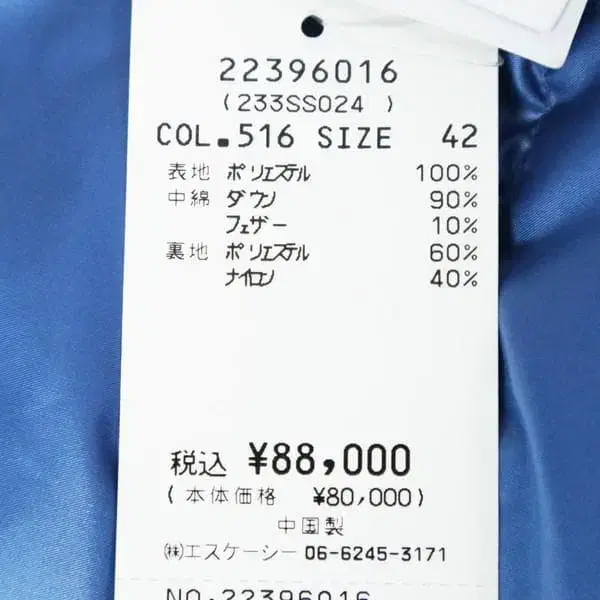 22396016
(233SS024 )
COL.516 SIZE 42
表地 ポリエステル 100%
中綿 ダウン 90%
フェザー 10%
裏地 ポリエステル 60%
ナイロン 40%
税込 ¥88,000
(本体価格 ¥80,000)
中国製
㈱エスケーシー 06-6245-3171
NO.22396016